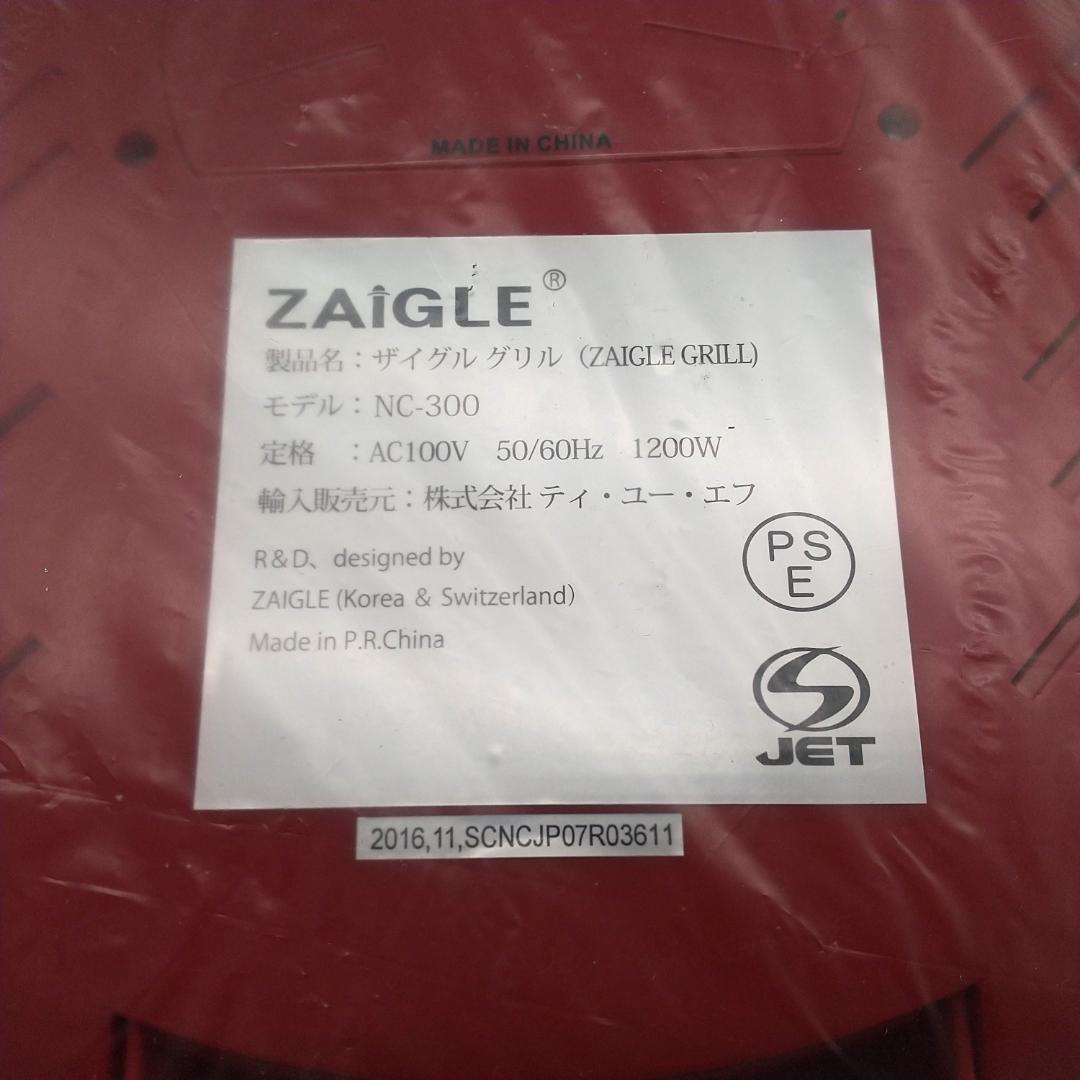 MADE IN CHINA
ZAIGLE®
製品名：ザイグル グリル（ZAIGLE GRILL)
モデル：NC-300
定格　：AC100V　50/60Hz　1200W
輸入販売元：株式会社 ティ・ユー・エフ
R&D、designed by
ZAIGLE (Korea & Switzerland)
Made in P.R.China
PS
E
S
JET
2016,11,SCNCJP07R03611